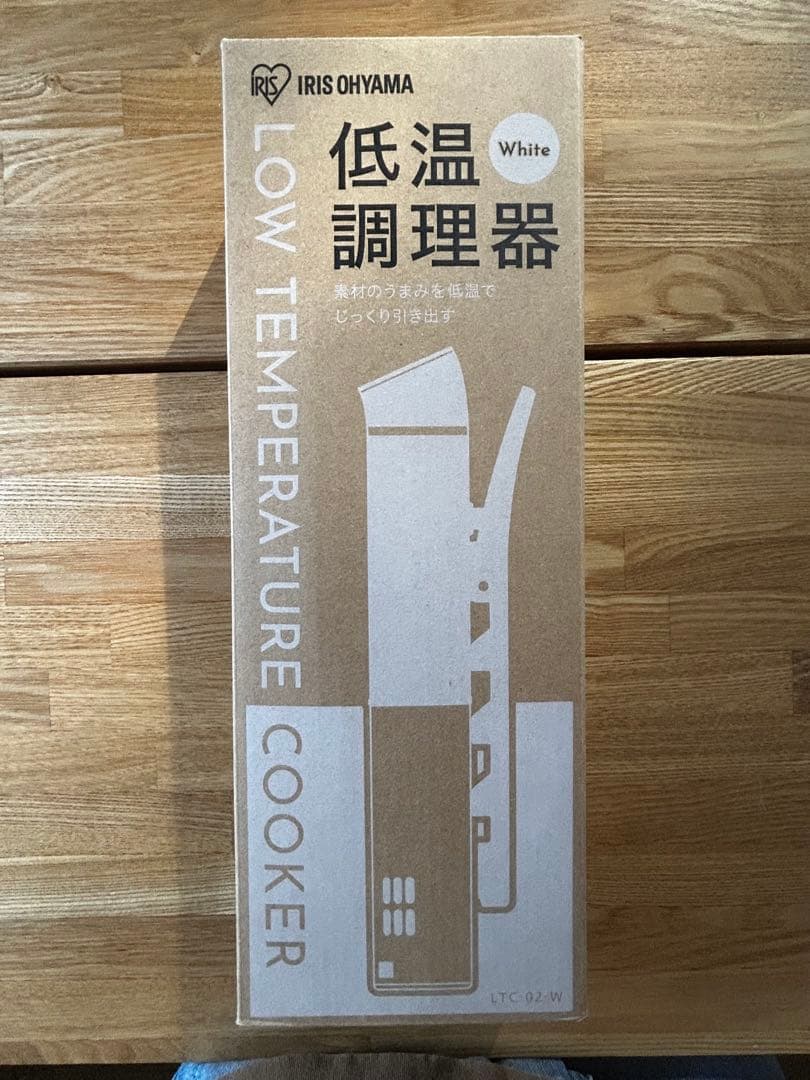 IRIS IRIS OHYAMA
低温
White
調理器
素材のうまみを低温で
じっくり引き出す
LOW TEMPERATURE COOKER
LTC-02-W